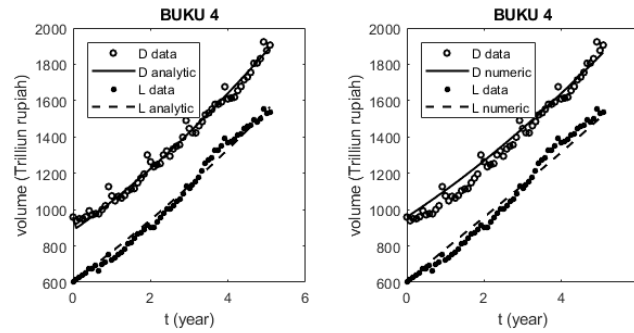 BUKU 4
2000
1800
1600
1400
1200
1000
800
600
volume (Trilliun rupiah)
D data
D analytic
L data
L analytic
0
2
4
6
t (year)
BUKU 4
2000
1800
1600
1400
1200
1000
800
600
volume (Trilliun rupiah)
D data
D numeric
L data
L numeric
0
2
4
t (year)